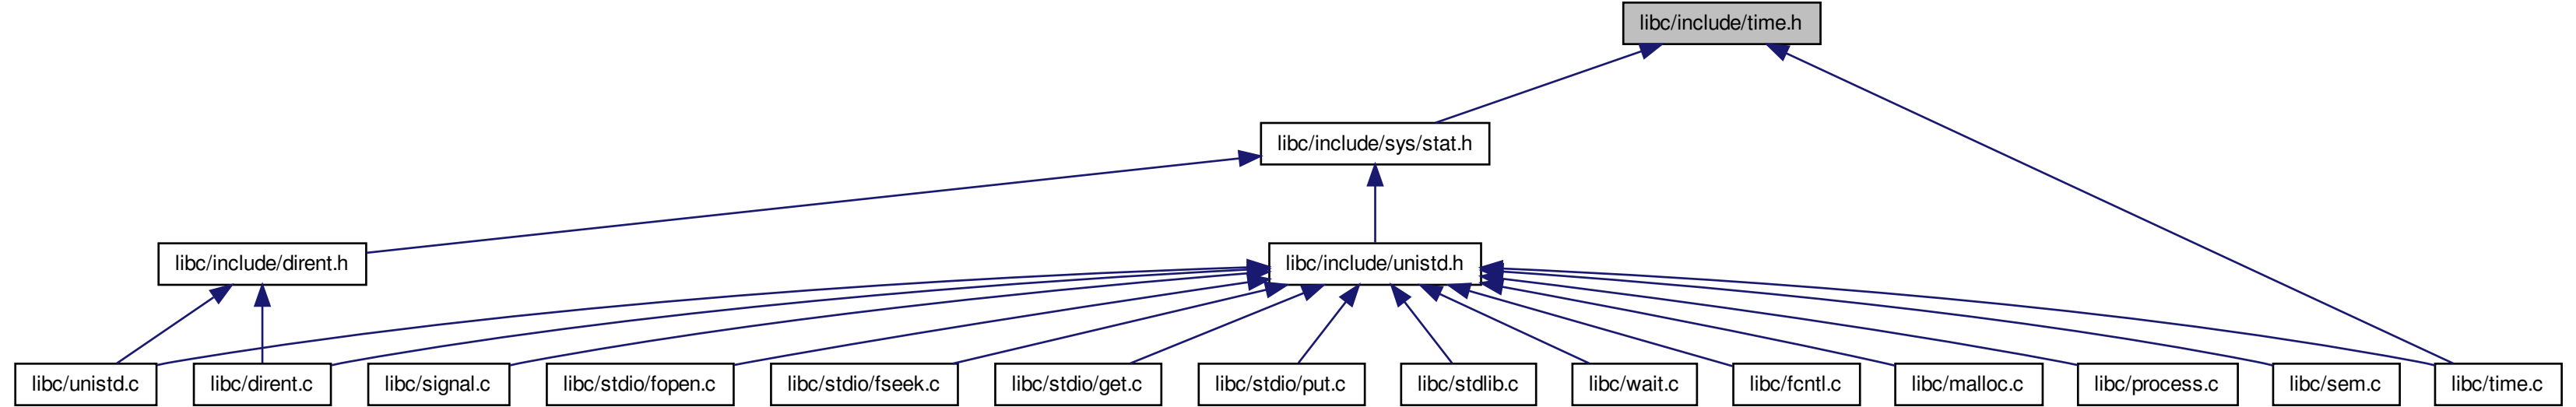 libc/include/time.h
libc/include/sys/stat.h
libc/include/dirent.h
libc/include/unistd.h
libc/unistd.c
libc/dirent.c
libc/signal.c
libc/stdio/fopen.c
libc/stdio/fseek.c
libc/stdio/get.c
libc/stdio/put.c
libc/stdlib.c
libc/wait.c
libc/fcntl.c
libc/malloc.c
libc/process.c
libc/sem.c
libc/time.c